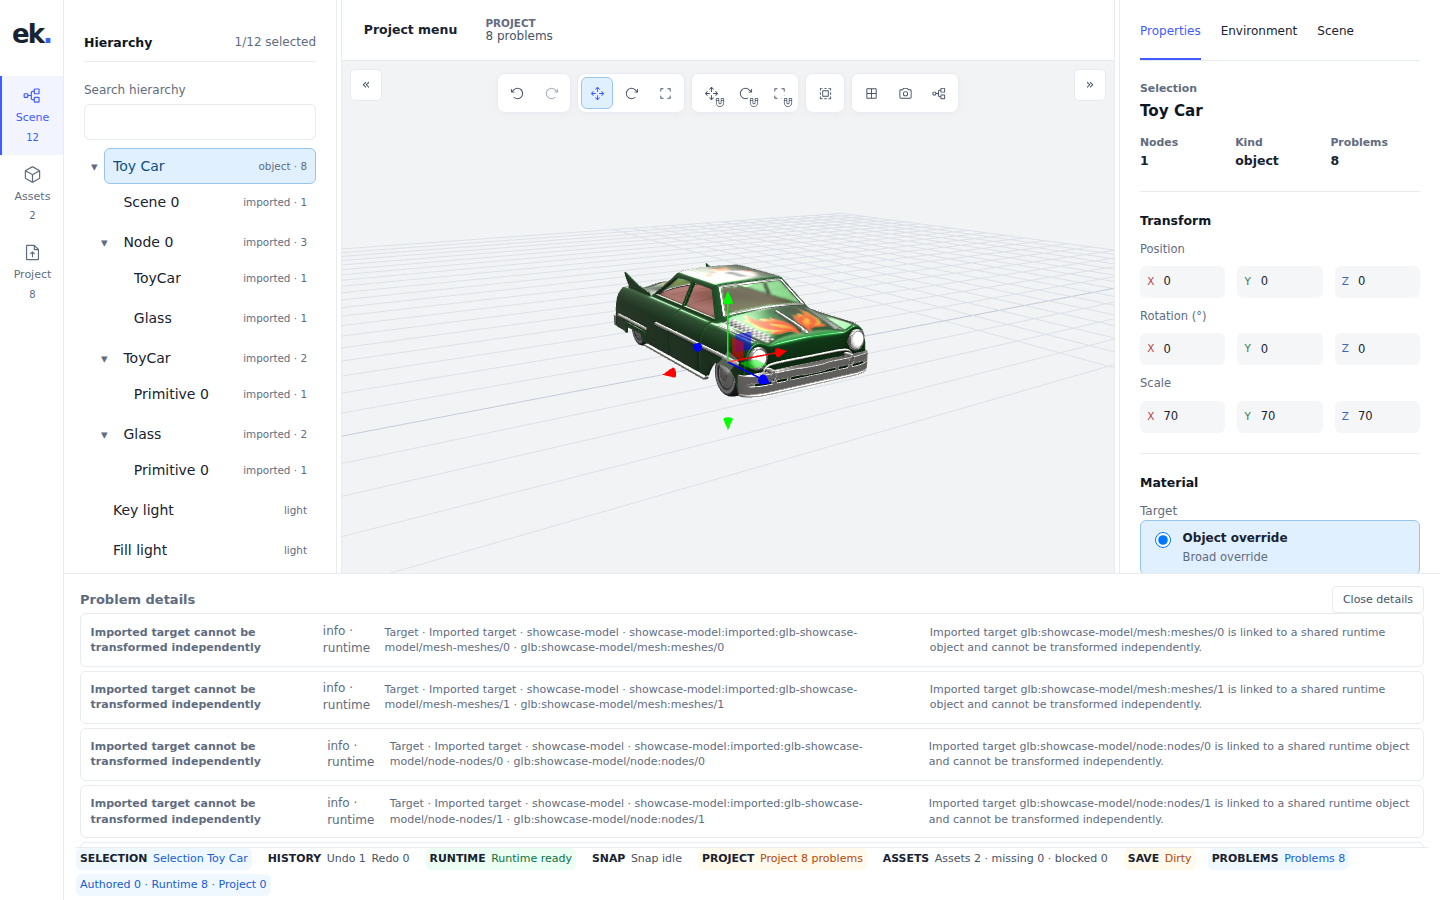 ek.
Scene
12
Assets
2
Project
8
Hierarchy
1/12 selected
Search hierarchy
Toy Car object · 8
Scene 0 imported · 1
Node 0 imported · 3
ToyCar imported · 1
Glass imported · 1
ToyCar imported · 2
Primitive 0 imported · 1
Glass imported · 2
Primitive 0 imported · 1
Key light light
Fill light light
Project menu
PROJECT
8 problems
«
»
Properties Environment Scene
Selection
Toy Car
Nodes Kind Problems
1 object 8
Transform
Position
X 0 Y 0 Z 0
Rotation (°)
X 0 Y 0 Z 0
Scale
X 70 Y 70 Z 70
Material
Target
Object override
Broad override
Problem details
Close details
Imported target cannot be
transformed independently
info ·
runtime
Target · Imported target · showcase-model · showcase-model:imported:glb-showcase-
model/mesh-meshes/0 · glb:showcase-model/mesh:meshes/0
Imported target glb:showcase-model/mesh:meshes/0 is linked to a shared runtime
object and cannot be transformed independently.
Imported target cannot be
transformed independently
info ·
runtime
Target · Imported target · showcase-model · showcase-model:imported:glb-showcase-
model/mesh-meshes/1 · glb:showcase-model/mesh:meshes/1
Imported target glb:showcase-model/mesh:meshes/1 is linked to a shared runtime
object and cannot be transformed independently.
Imported target cannot be
transformed independently
info ·
runtime
Target · Imported target · showcase-model · showcase-model:imported:glb-showcase-
model/node-nodes/0 · glb:showcase-model/node:nodes/0
Imported target glb:showcase-model/node:nodes/0 is linked to a shared runtime object
and cannot be transformed independently.
Imported target cannot be
transformed independently
info ·
runtime
Target · Imported target · showcase-model · showcase-model:imported:glb-showcase-
model/node-nodes/1 · glb:showcase-model/node:nodes/1
Imported target glb:showcase-model/node:nodes/1 is linked to a shared runtime object
and cannot be transformed independently.
SELECTION Selection Toy Car HISTORY Undo 1 Redo 0 RUNTIME Runtime ready SNAP Snap idle PROJECT Project 8 problems ASSETS Assets 2 · missing 0 · blocked 0 SAVE Dirty PROBLEMS Problems 8
Authored 0 · Runtime 8 · Project 0